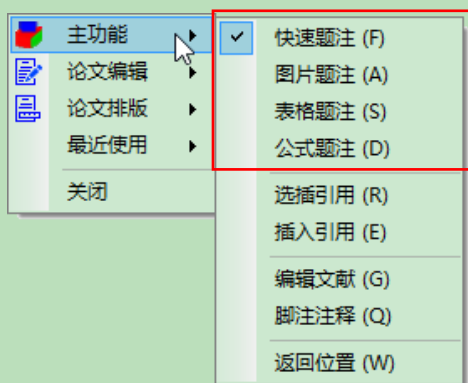 主功能
论文编辑
论文排版
最近使用
关闭
快速题注 (F)
图片题注 (A)
表格题注 (S)
公式题注 (D)
选插引用 (R)
插入引用 (E)
编辑文献 (G)
脚注注释 (Q)
返回位置 (W)